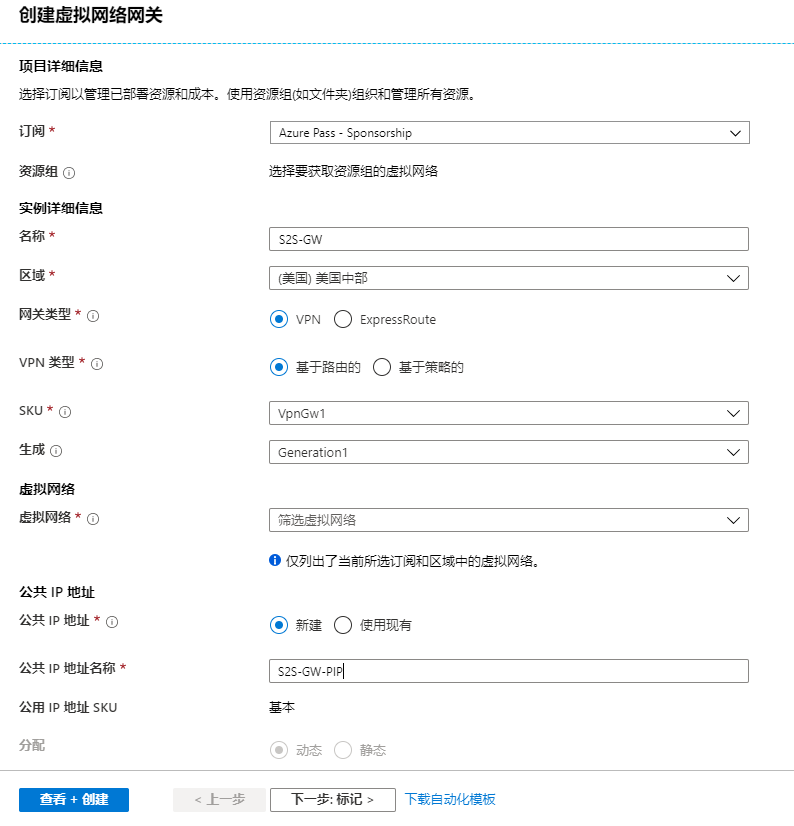 创建虚拟网络网关
项目详细信息
选择订阅以管理已部署资源和成本。使用资源组(如文件夹)组织和管理所有资源。
订阅 * Azure Pass - Sponsorship
资源组 选择要获取资源组的虚拟网络
实例详细信息
名称 * S2S-GW
区域 * (美国) 美国中部
网关类型 * VPN ExpressRoute
VPN 类型 * 基于路由的 基于策略的
SKU * VpnGw1
生成 Generation1
虚拟网络
虚拟网络 * 筛选虚拟网络
仅列出了当前所选订阅和区域中的虚拟网络。
公共 IP 地址
公共 IP 地址 * 新建 使用现有
公共 IP 地址名称 * S2S-GW-PIP
公用 IP 地址 SKU 基本
分配 动态 静态
查看 + 创建 < 上一步 下一步: 标记 > 下载自动化模板